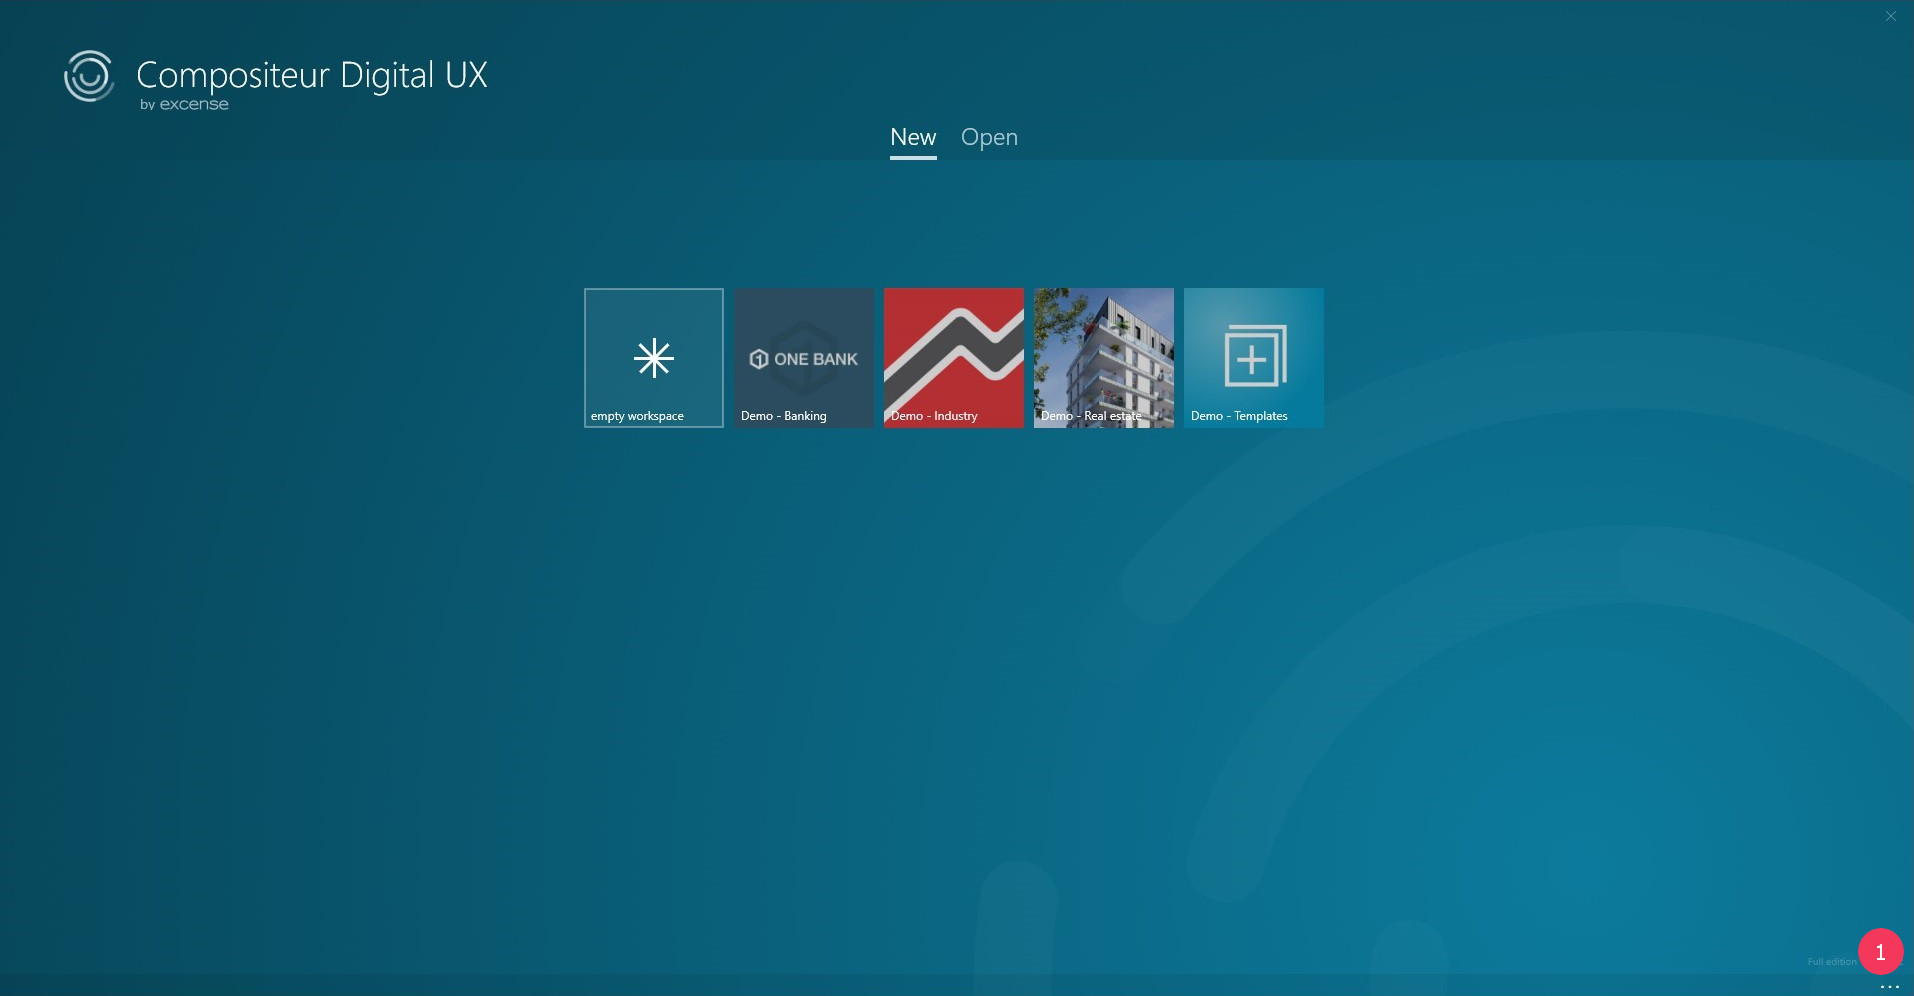 Compositeur Digital UX
by excense
New Open
ONE BANK
empty workspace
Demo - Banking
Demo - Industry
Demo - Real estate
Demo - Templates
Full edition
1
...